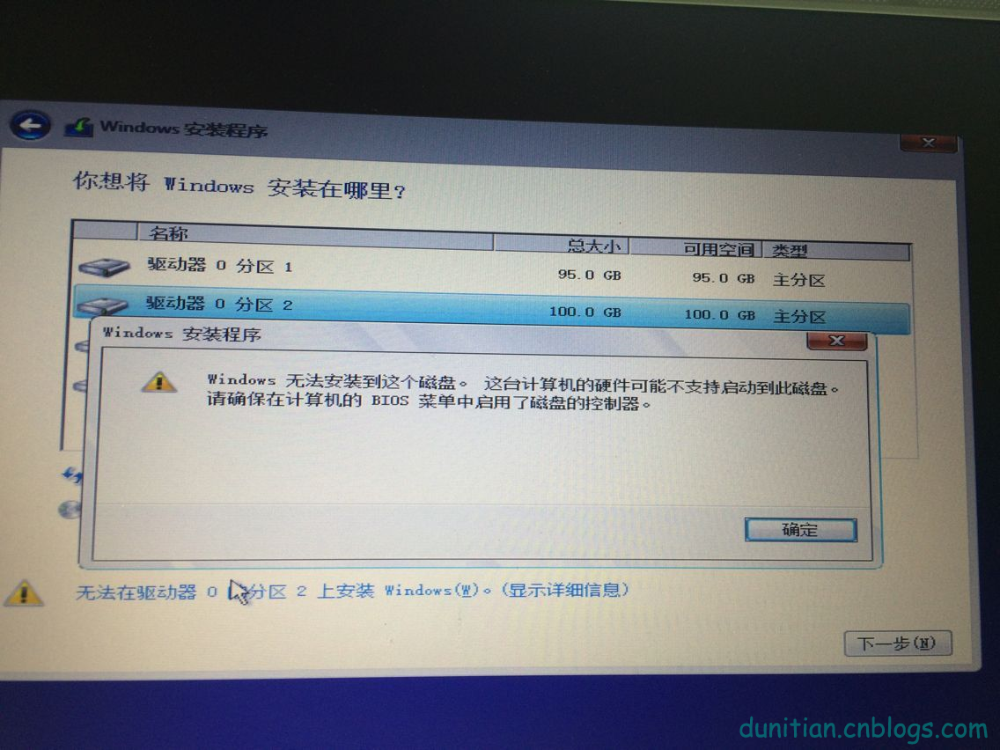 Windows 安装程序
你想将 Windows 安装在哪里?
名称 总大小 可用空间 类型
驱动器 0 分区 1 95.0 GB 95.0 GB 主分区
驱动器 0 分区 2 100.0 GB 100.0 GB 主分区
Windows 安装程序
Windows 无法安装到这个磁盘。 这台计算机的硬件可能不支持启动到此磁盘。
请确保在计算机的 BIOS 菜单中启用了磁盘的控制器。
确定
无法在驱动器 0 分区 2 上安装 Windows(W)。(显示详细信息)
下一步(N)
dunitian.cnblogs.com